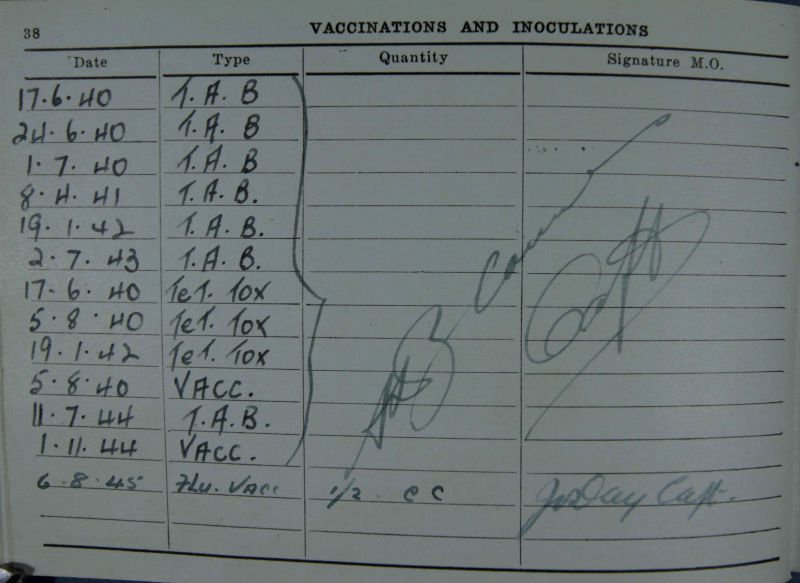 38 VACCINATIONS AND INOCULATIONS
Date Type Quantity Signature M.O.
17.6.40 T.A.B
24.6.40 T.A.B
1.7.40 T.A.B
8.4.41 T.A.B.
19.1.42 T.A.B.
2.7.43 T.A.B.
17.6.40 TET. TOX
5.8.40 TET. TOX
19.1.42 TET. TOX
5.8.40 VACC.
11.7.44 T.A.B.
1.11.44 VACC.
Capt
6.8.45 Flu. VACC 1/2 CC Capt.